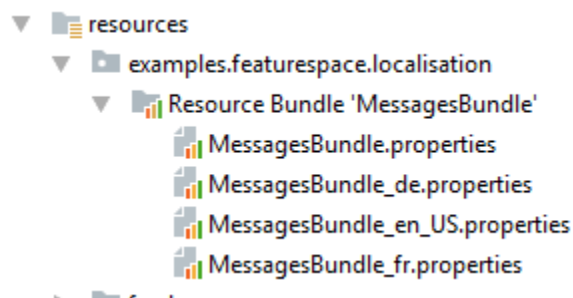 resources
examples.featurespace.localisation
Resource Bundle 'MessagesBundle'
MessagesBundle.properties
MessagesBundle_de.properties
MessagesBundle_en_US.properties
MessagesBundle_fr.properties